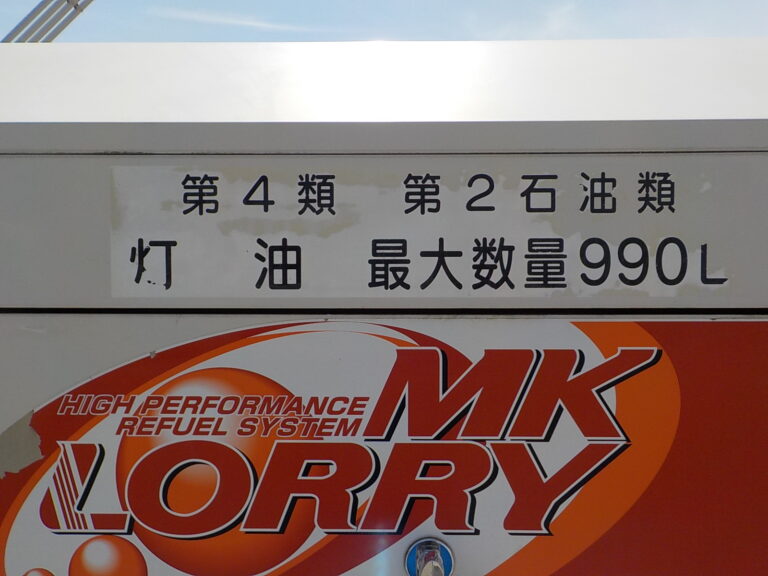 第4類　第2石油類
灯　油　最大数量990L
HIGH PERFORMANCE
REFUEL SYSTEM
MK
LORRY